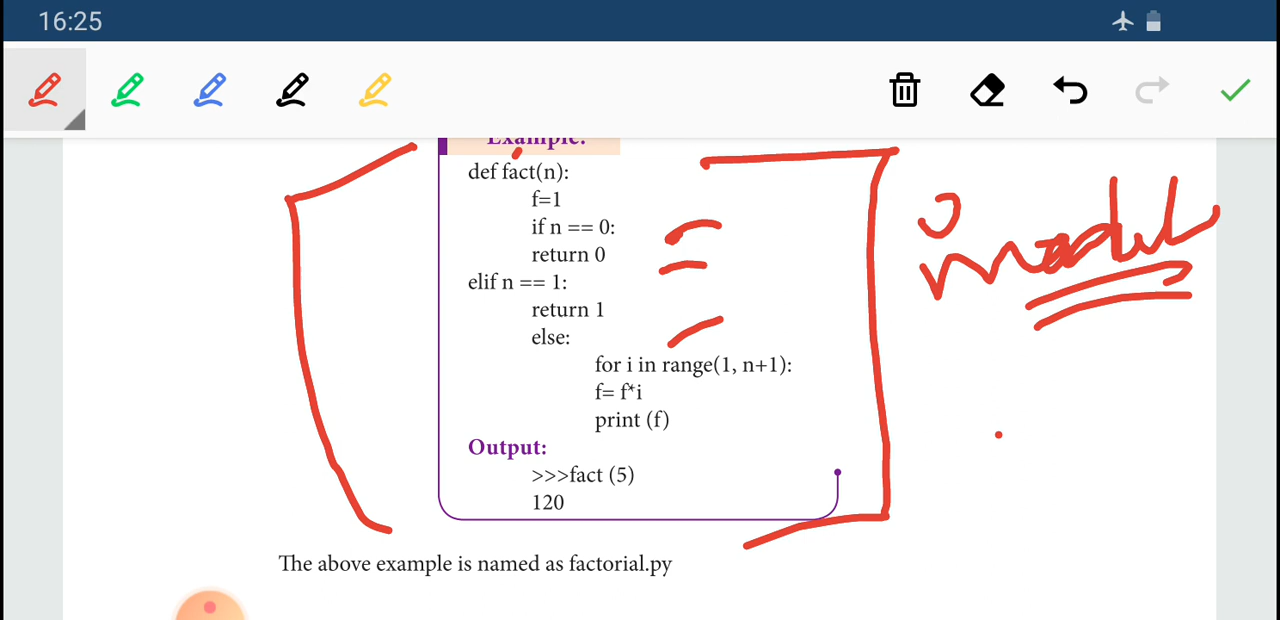 16:25
Example:
def fact(n):
f=1
if n == 0:
return 0
elif n == 1:
return 1
else:
for i in range(1, n+1):
f= f*i
print (f)
Output:
>>>fact (5)
120
The above example is named as factorial.py